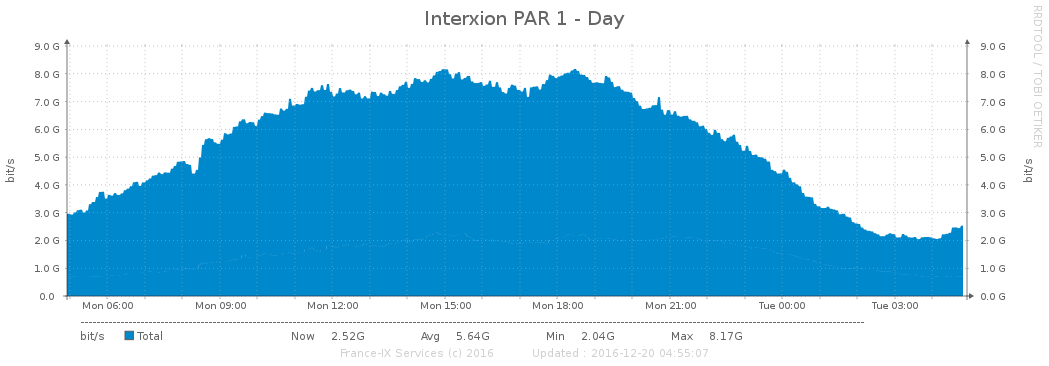 Interxion PAR 1 - Day
RRDTOOL / TOBI OETIKER
bit/s
9.0 G
8.0 G
7.0 G
6.0 G
5.0 G
4.0 G
3.0 G
2.0 G
1.0 G
0.0
9.0 G
8.0 G
7.0 G
6.0 G
5.0 G
4.0 G
3.0 G
2.0 G
1.0 G
0.0 G
bit/s
Mon 06:00 Mon 09:00 Mon 12:00 Mon 15:00 Mon 18:00 Mon 21:00 Tue 00:00 Tue 03:00
bit/s Total Now 2.52G Avg 5.64G Min 2.04G Max 8.17G
France-IX Services (c) 2016 Updated : 2016-12-20 04:55:07